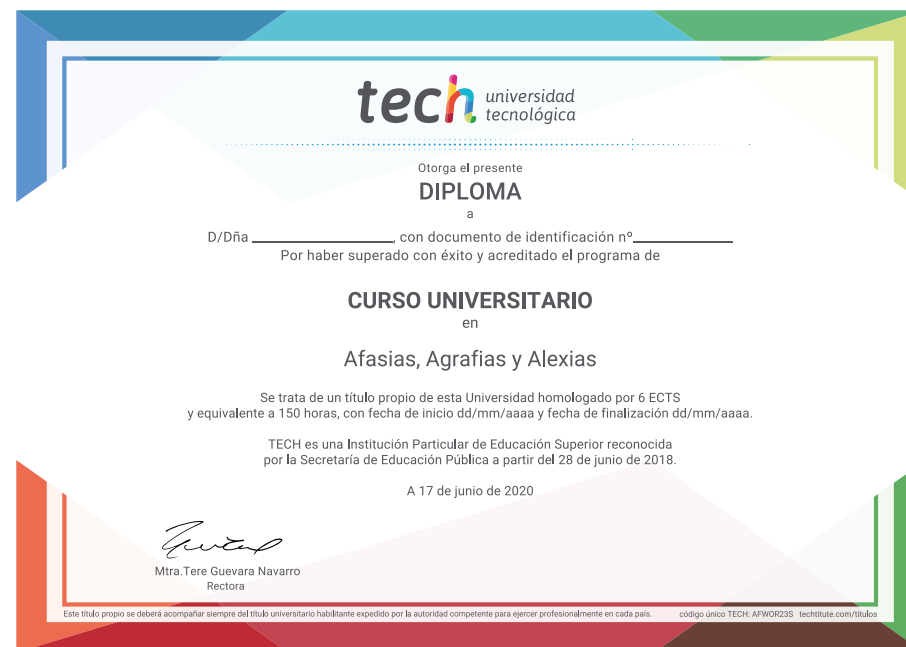 tech universidad
tecnológica
Otorga el presente
DIPLOMA
a
D/Dña ____________________, con documento de identificación nº______________
Por haber superado con éxito y acreditado el programa de
CURSO UNIVERSITARIO
en
Afasias, Agrafias y Alexias
Se trata de un título propio de esta Universidad homologado por 6 ECTS
y equivalente a 150 horas, con fecha de inicio dd/mm/aaaa y fecha de finalización dd/mm/aaaa.
TECH es una Institución Particular de Educación Superior reconocida
por la Secretaría de Educación Pública a partir del 28 de junio de 2018.
A 17 de junio de 2020
Mtra.Tere Guevara Navarro
Rectora
Este título propio se deberá acompañar siempre del título universitario habilitante expedido por la autoridad competente para ejercer profesionalmente en cada país. código único TECH: AFWOR23S techtitute.com/titulos